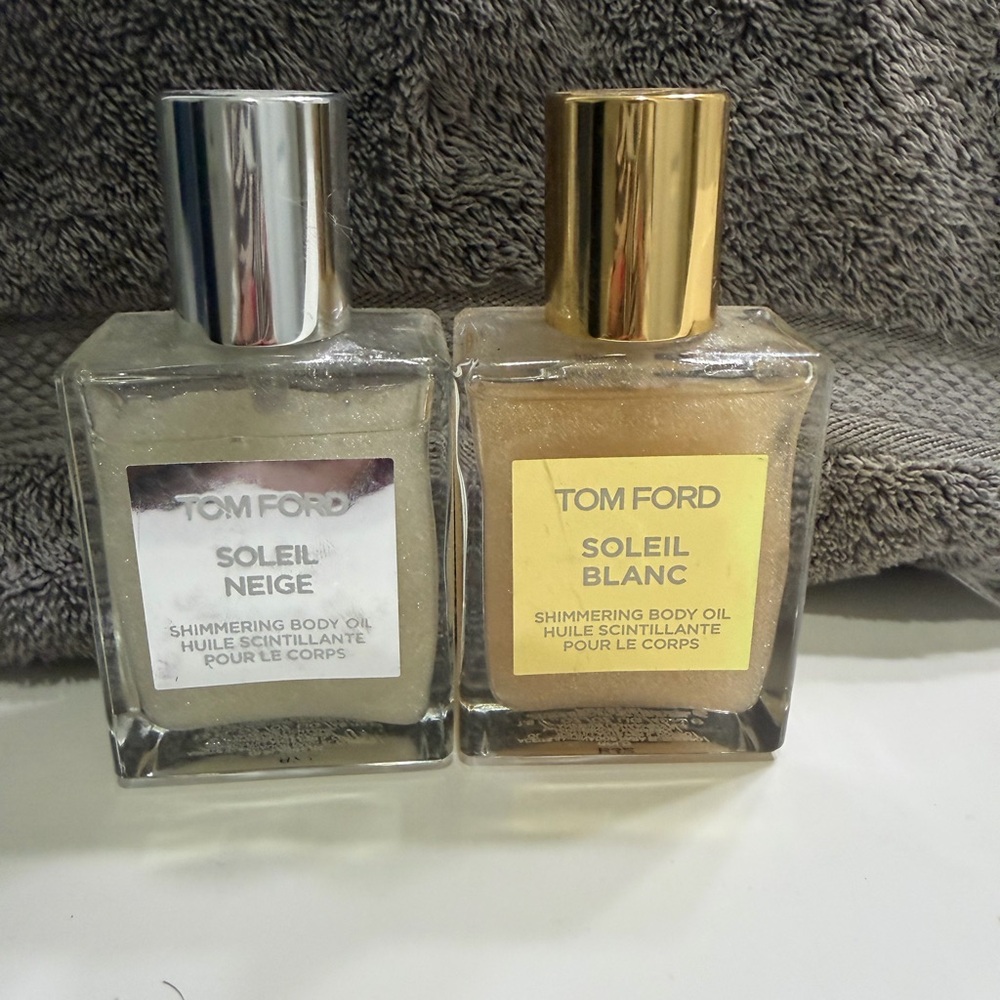 TOM FORD
SOLEIL
NEIGE
SHIMMERING BODY OIL
HUILE SCINTILLANTE
POUR LE CORPS
TOM FORD
SOLEIL
BLANC
SHIMMERING BODY OIL
HUILE SCINTILLANTE
POUR LE CORPS